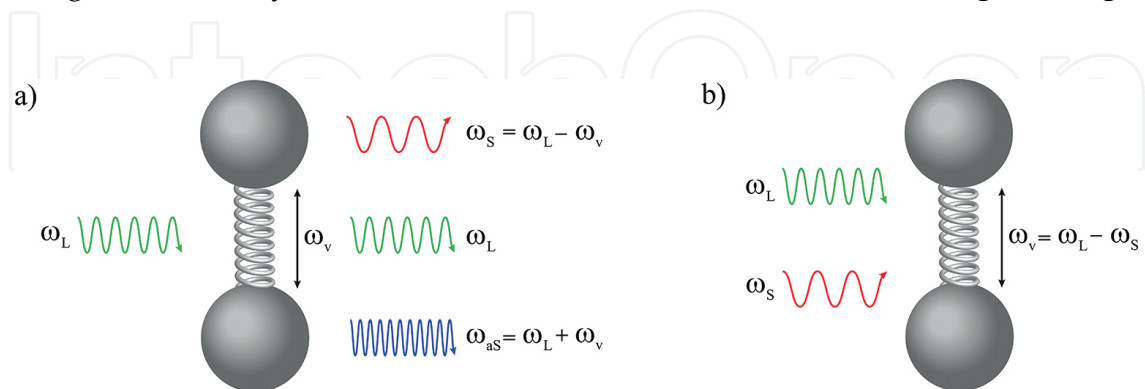 a)
b)
ω_S = ω_L − ω_v
ω_L
ω_L
ω_v
ω_L
ω_v = ω_L − ω_S
ω_S
ω_aS = ω_L + ω_v